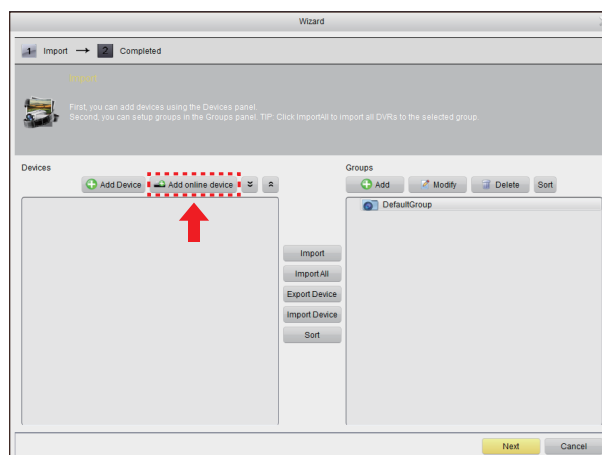 Wizard
1 Import → 2 Completed
Import
First, you can add devices using the Devices panel.
Second, you can setup groups in the Groups panel. TIP: Click ImportAll to import all DVRs to the selected group.
Devices
Groups
Add Device Add online device
Add Modify Delete Sort
DefaultGroup
Import
Import All
Export Device
Import Device
Sort
Next Cancel